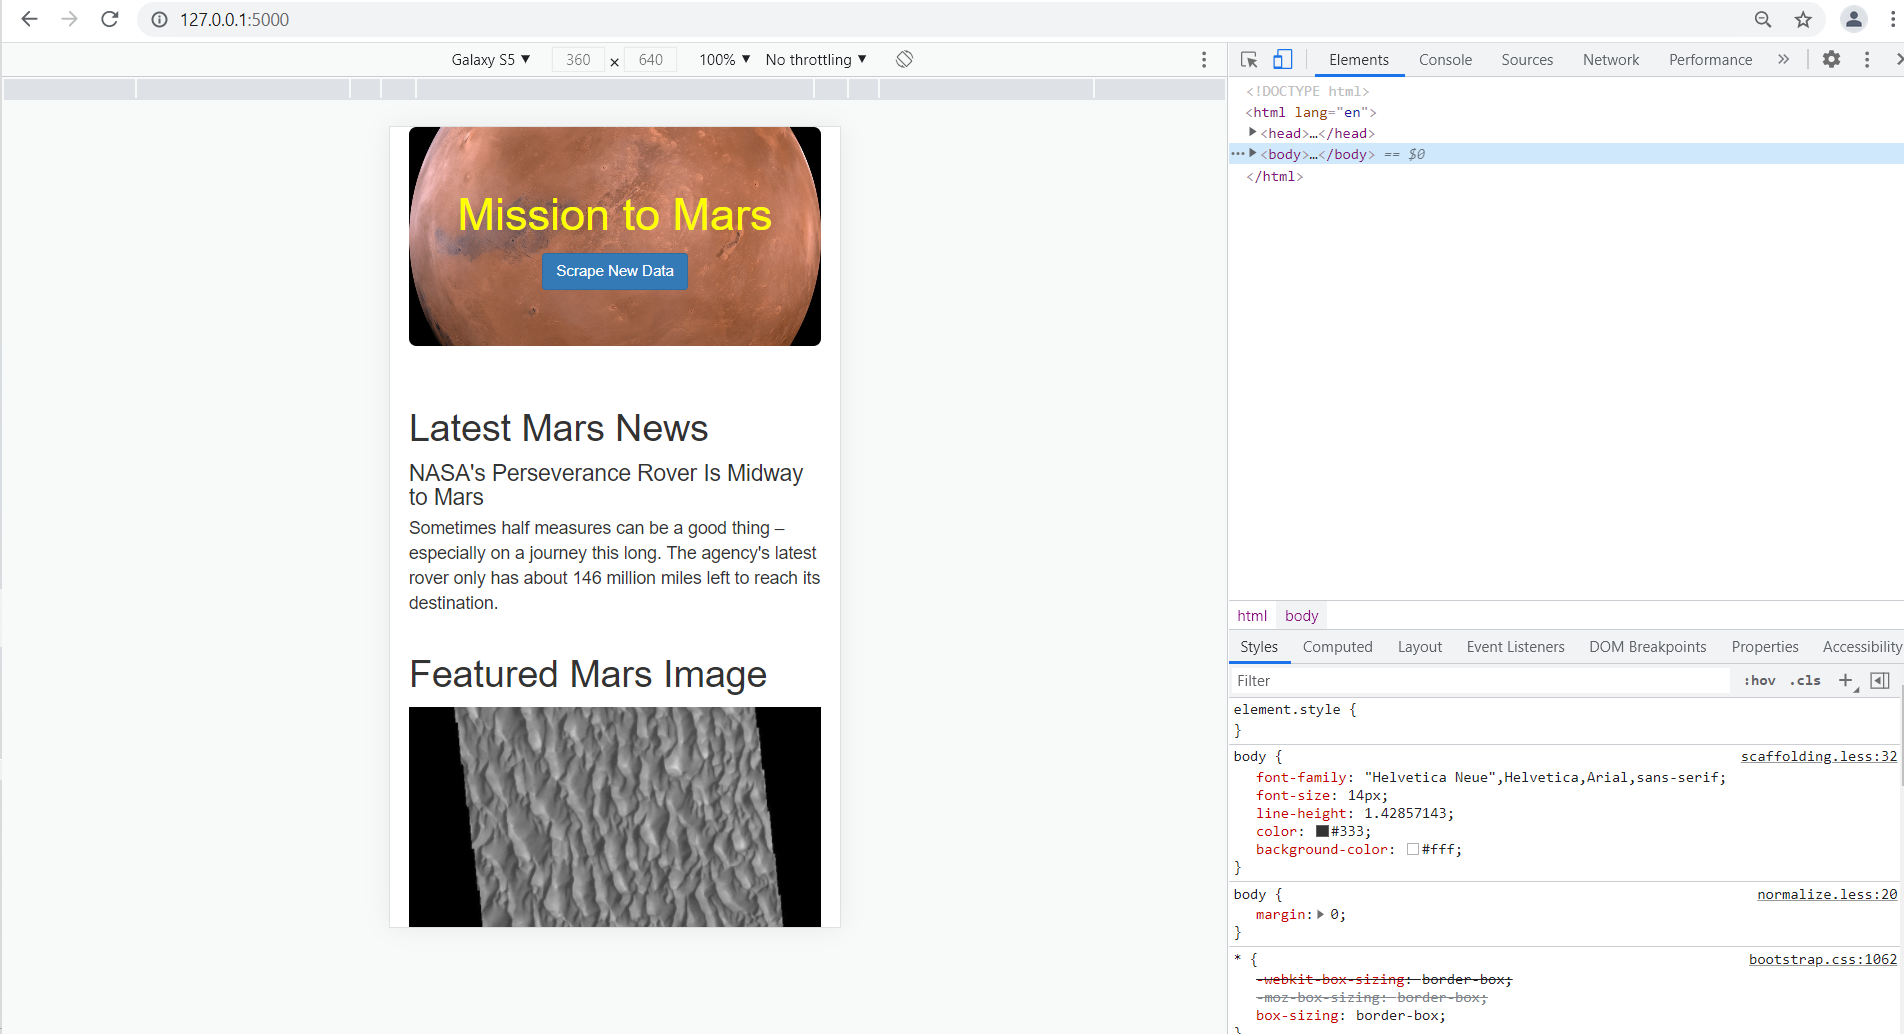 127.0.0.1:5000
Galaxy S5 ▼ 360 × 640 100% ▼ No throttling ▼
Elements Console Sources Network Performance »
Mission to Mars
Scrape New Data
Latest Mars News
NASA's Perseverance Rover Is Midway
to Mars
Sometimes half measures can be a good thing –
especially on a journey this long. The agency's latest
rover only has about 146 million miles left to reach its
destination.
Featured Mars Image
<!DOCTYPE html>
<html lang="en">
<head>…</head>
<body>…</body> == $0
</html>
html body
Styles Computed Layout Event Listeners DOM Breakpoints Properties Accessibility
Filter :hov .cls +
element.style {
}
body { scaffolding.less:32
font-family: "Helvetica Neue",Helvetica,Arial,sans-serif;
font-size: 14px;
line-height: 1.42857143;
color: #333;
background-color: #fff;
}
body { normalize.less:20
margin: 0;
}
* { bootstrap.css:1062
-webkit-box-sizing: border-box;
-moz-box-sizing: border-box;
box-sizing: border-box;
}